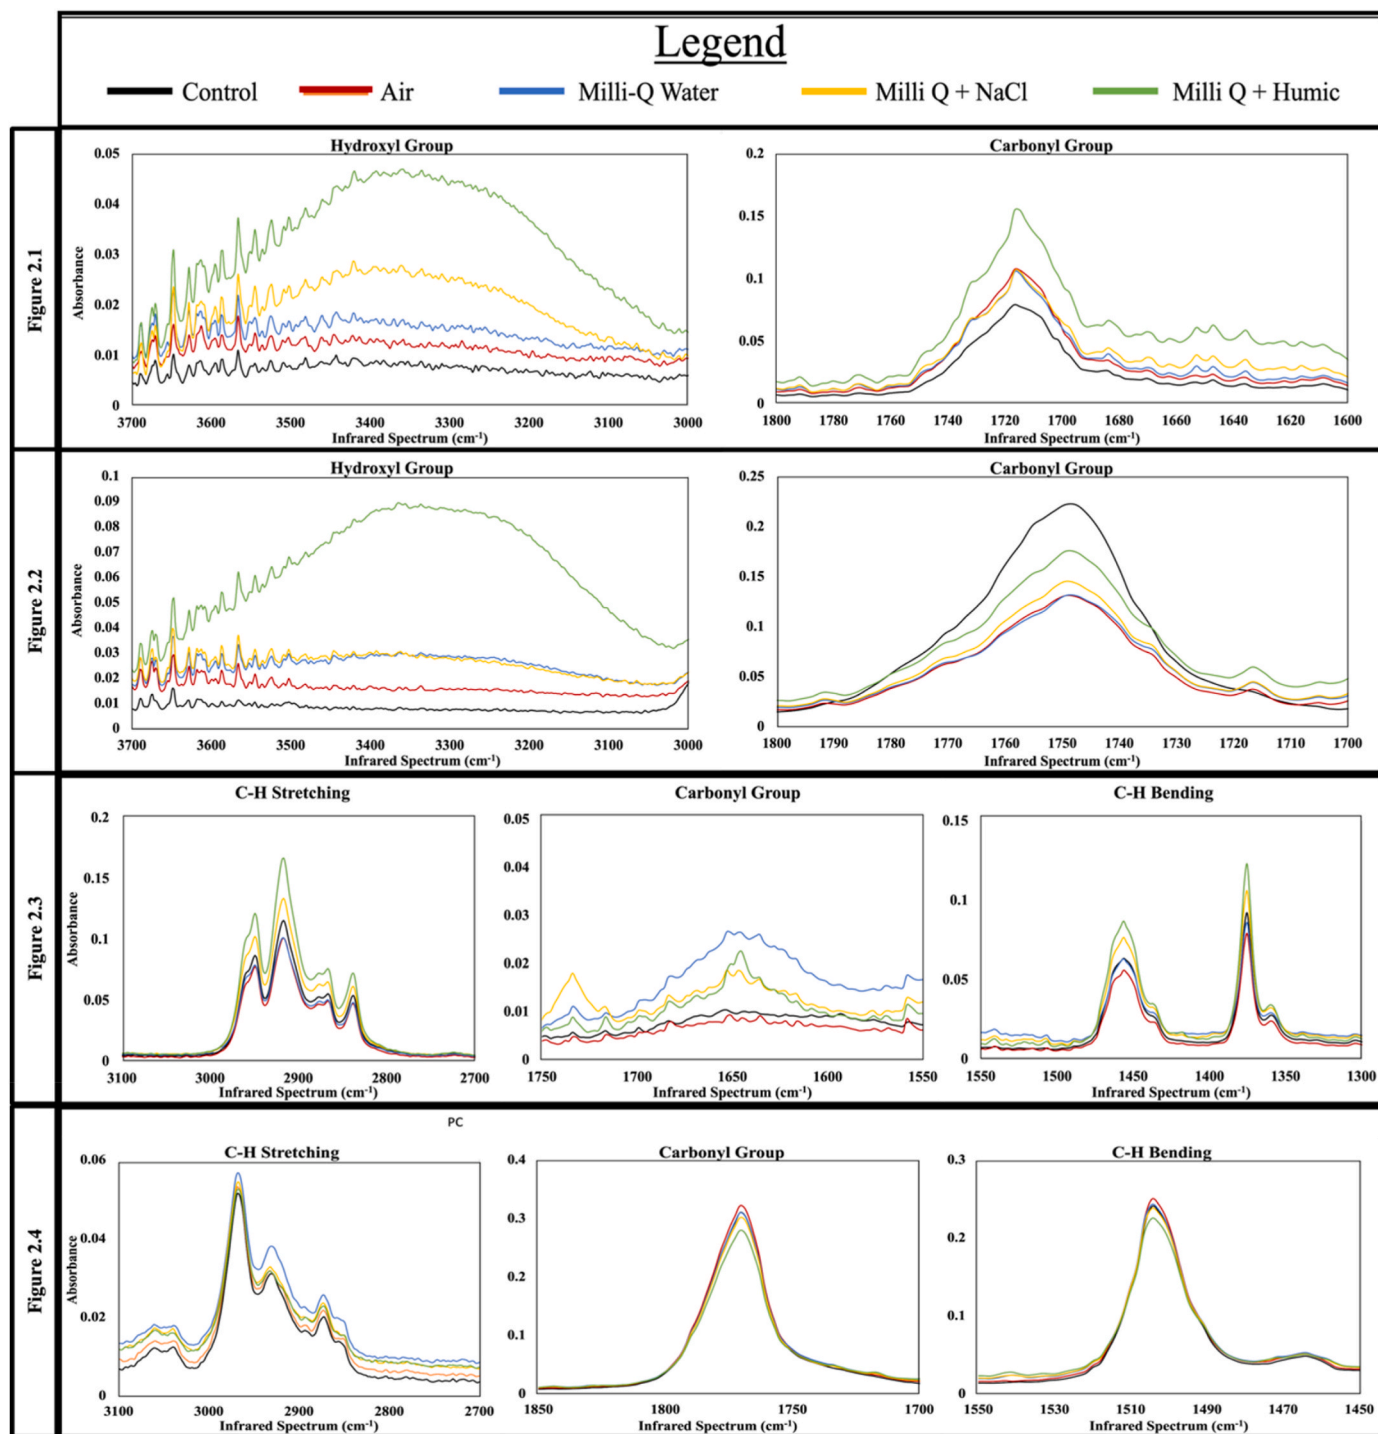 Legend
Control Air Milli-Q Water Milli Q + NaCl Milli Q + Humic
Figure 2.1
Hydroxyl Group
Absorbance
0.05
0.04
0.03
0.02
0.01
0
3700 3600 3500 3400 3300 3200 3100 3000
Infrared Spectrum (cm-1)
Carbonyl Group
0.2
0.15
0.1
0.05
0
1800 1780 1760 1740 1720 1700 1680 1660 1640 1620 1600
Infrared Spectrum (cm-1)
Figure 2.2
Hydroxyl Group
Absorbance
0.1
0.09
0.08
0.07
0.06
0.05
0.04
0.03
0.02
0.01
0
3700 3600 3500 3400 3300 3200 3100 3000
Infrared Spectrum (cm-1)
Carbonyl Group
0.25
0.2
0.15
0.1
0.05
0
1800 1790 1780 1770 1760 1750 1740 1730 1720 1710 1700
Infrared Spectrum (cm-1)
Figure 2.3
C-H Stretching
Absorbance
0.2
0.15
0.1
0.05
0
3100 3000 2900 2800 2700
Infrared Spectrum (cm-1)
Carbonyl Group
0.05
0.04
0.03
0.02
0.01
0
1750 1700 1650 1600 1550
Infrared Spectrum (cm-1)
C-H Bending
0.15
0.1
0.05
0
1550 1500 1450 1400 1350 1300
Infrared Spectrum (cm-1)
Figure 2.4
PC
C-H Stretching
Absorbance
0.06
0.04
0.02
0
3100 3000 2900 2800 2700
Infrared Spectrum (cm-1)
Carbonyl Group
0.4
0.3
0.2
0.1
0
1850 1800 1750 1700
Infrared Spectrum (cm-1)
C-H Bending
0.3
0.2
0.1
0
1550 1530 1510 1490 1470 1450
Infrared Spectrum (cm-1)